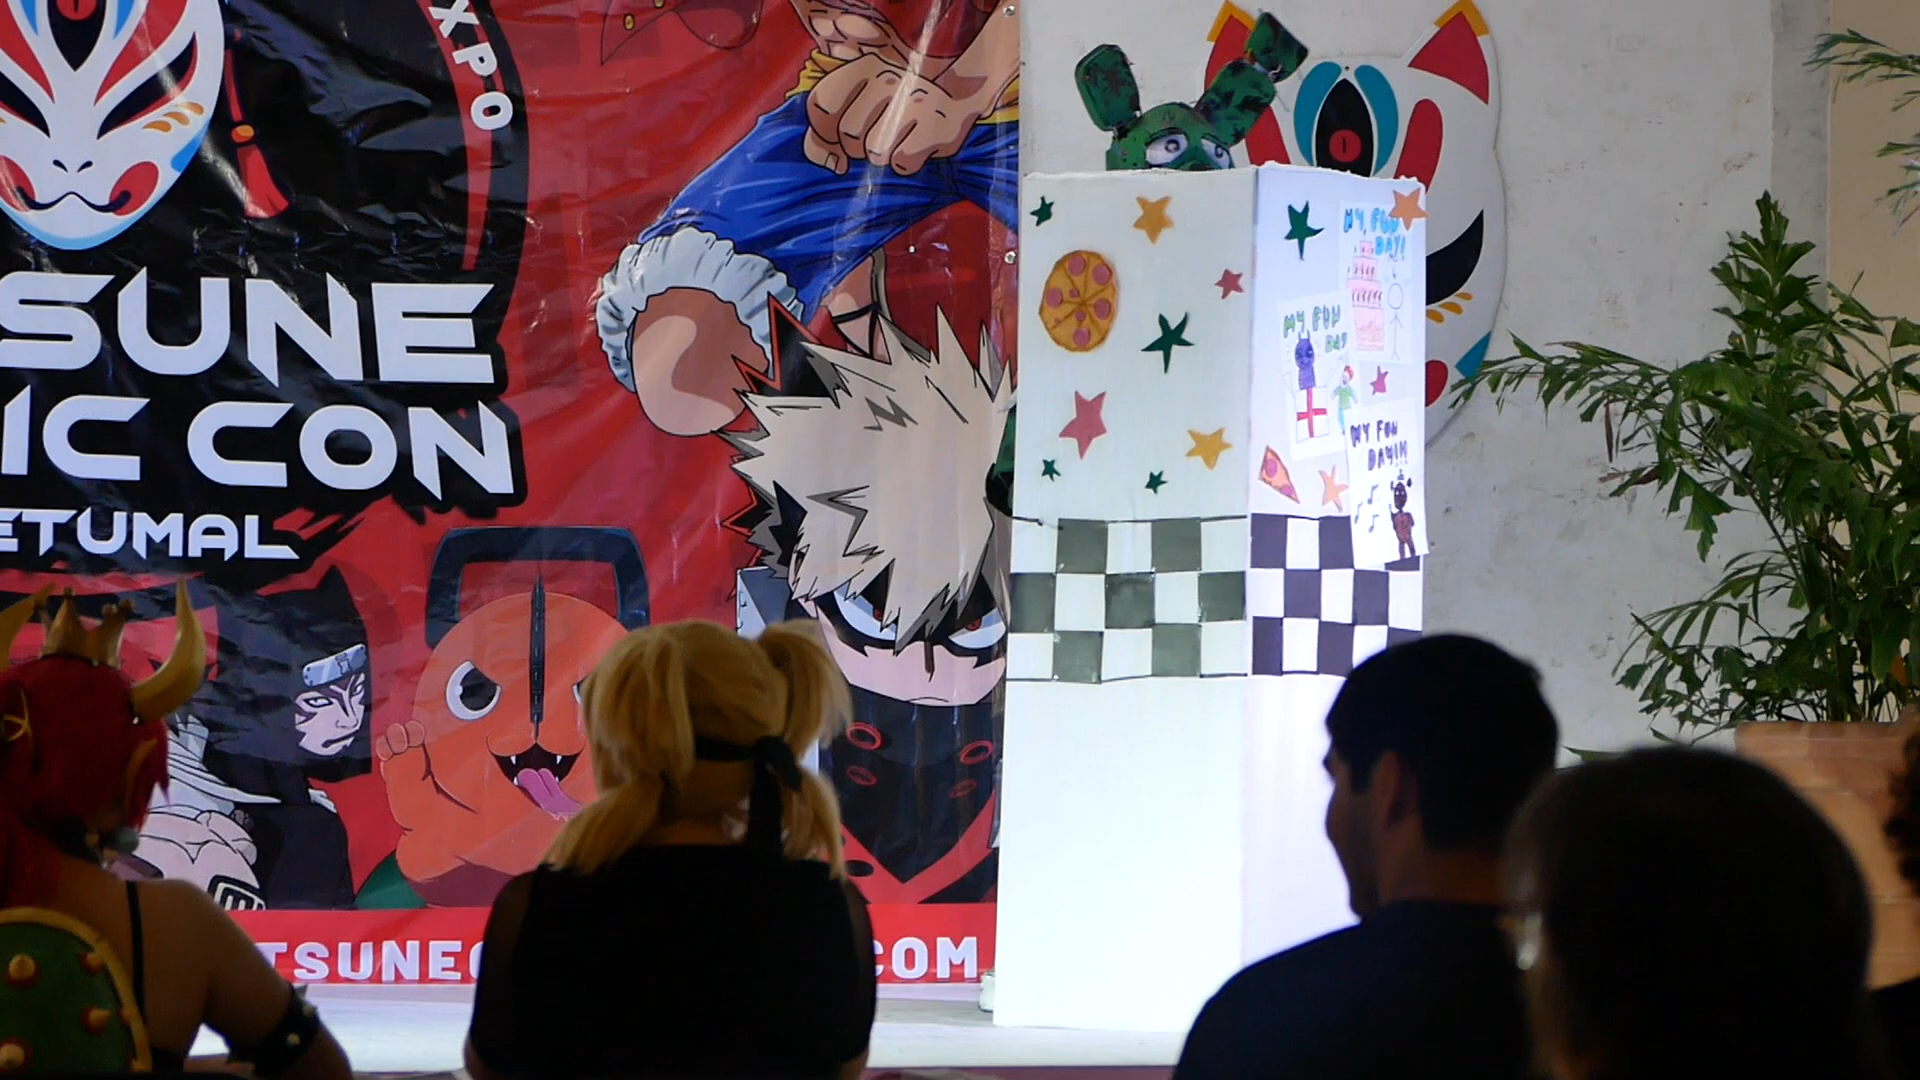 XPO
SUNE
IC CON
ETUMAL
TSUNEC
COM
MY FUN
DAY!
MY FUN
DAY
MY FUN
DAY!!!